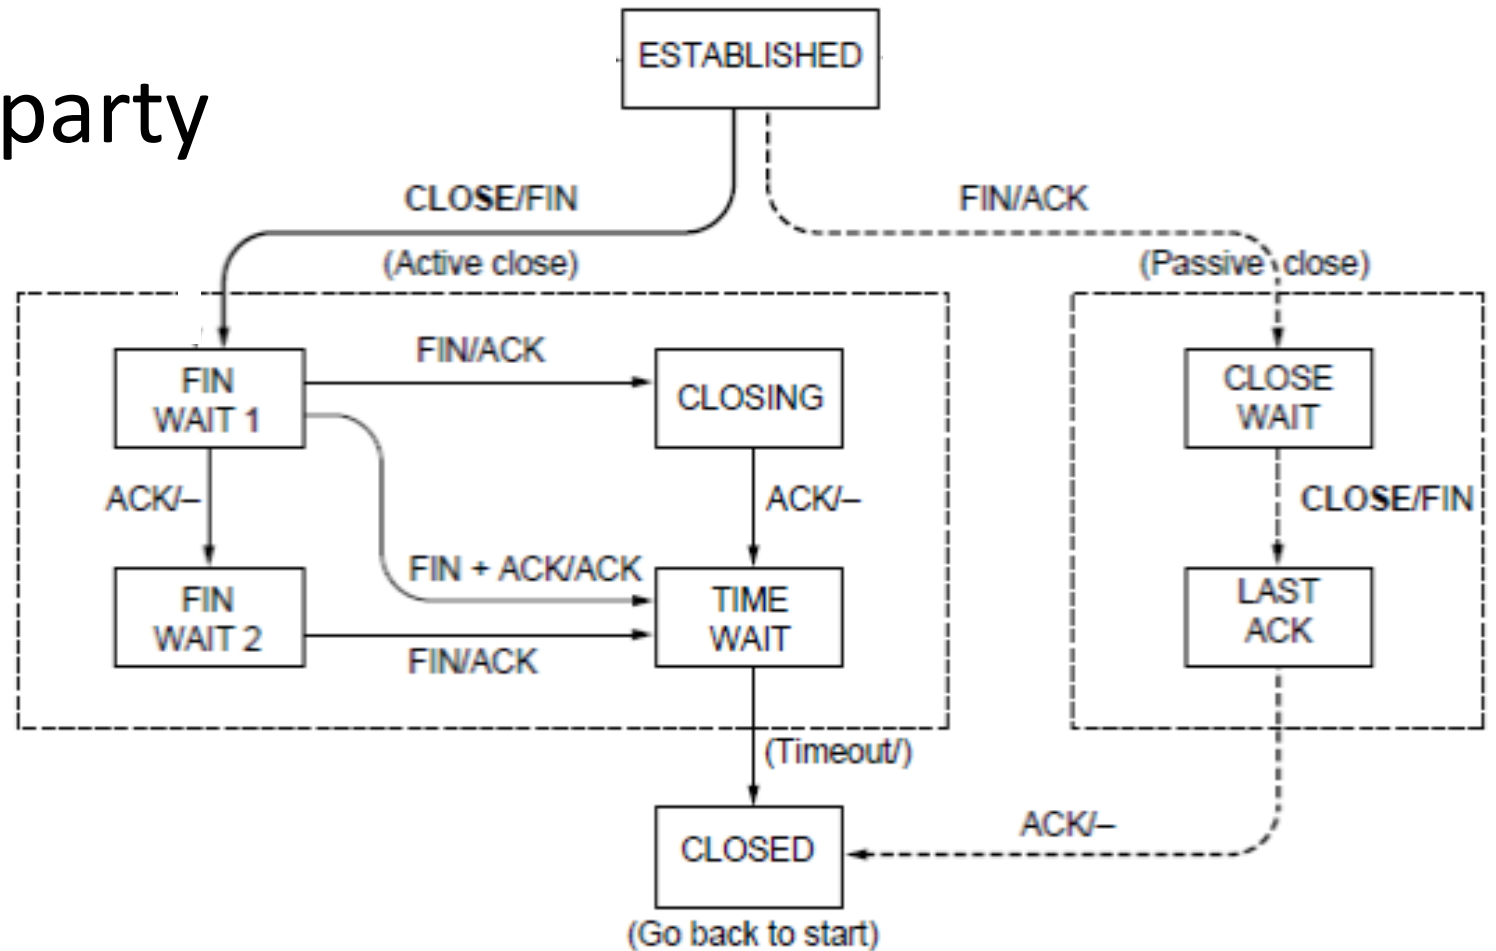 ESTABLISHED
party
CLOSE/FIN
FIN/ACK
(Active close)
(Passive close)
FIN
WAIT 1
FIN/ACK
CLOSING
CLOSE
WAIT
ACK/–
ACK/–
CLOSE/FIN
FIN + ACK/ACK
FIN
WAIT 2
FIN/ACK
TIME
WAIT
LAST
ACK
(Timeout/)
CLOSED
ACK/–
(Go back to start)